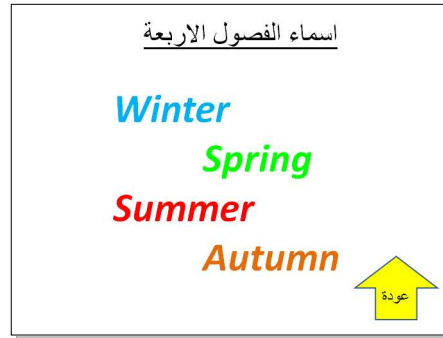 اسماء الفصول الاربعة
Winter
Spring
Summer
Autumn
عودة